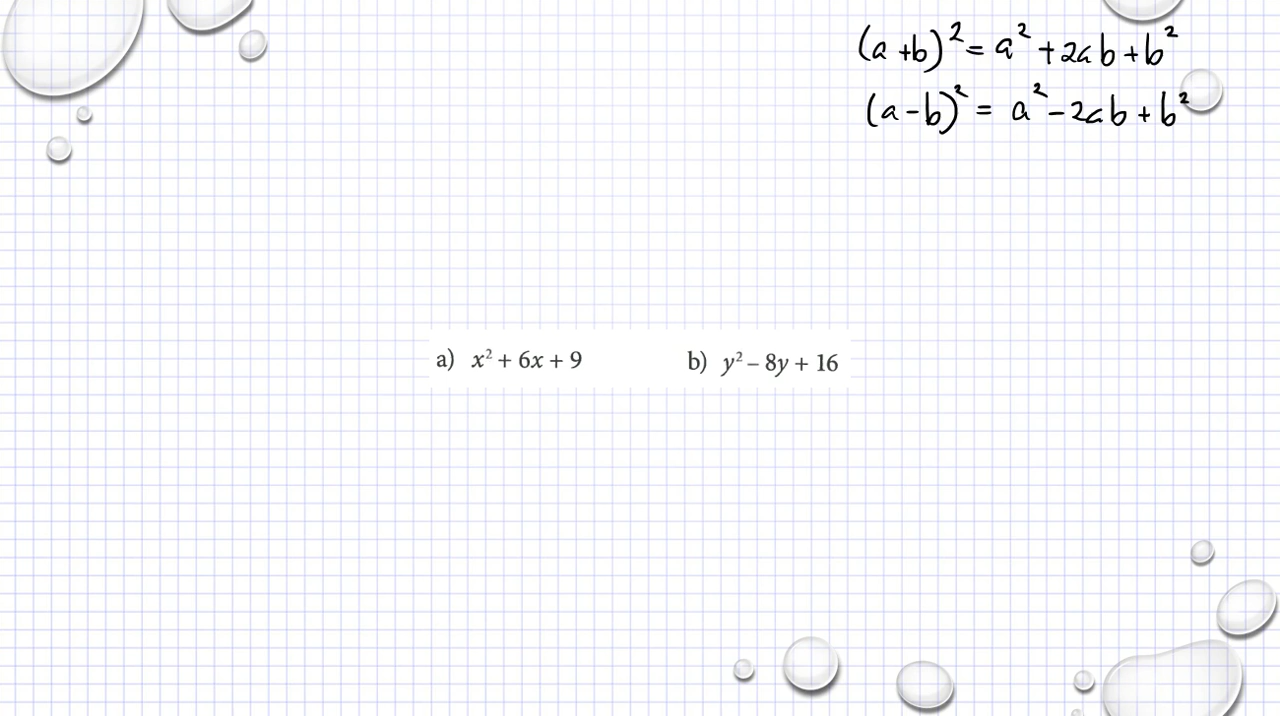 (a+b)² = a² + 2ab + b²
(a-b)² = a² - 2ab + b²
a) x² + 6x + 9 b) y² – 8y + 16